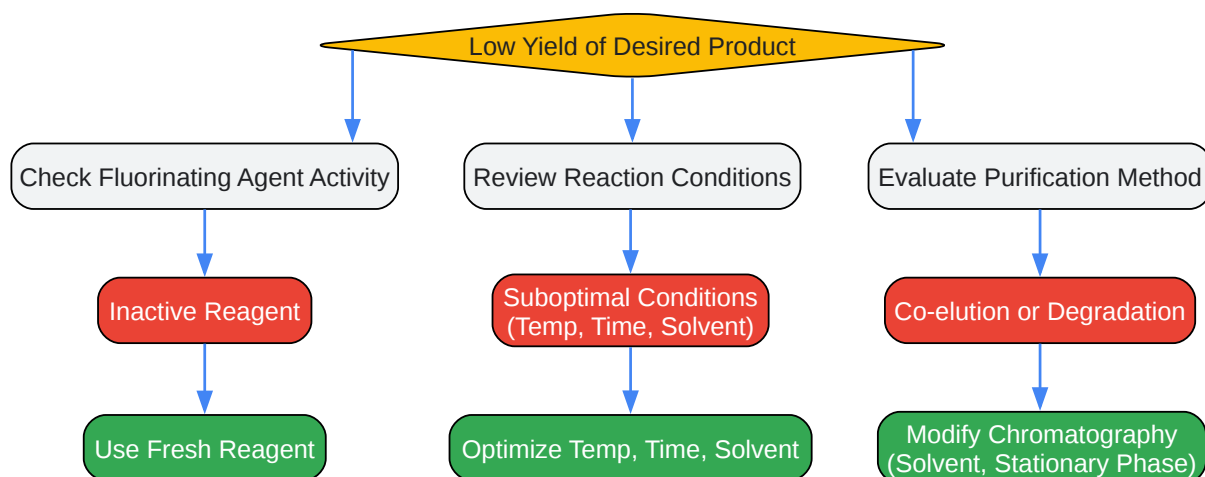 Low Yield of Desired Product
Check Fluorinating Agent Activity
Review Reaction Conditions
Evaluate Purification Method
Inactive Reagent
Suboptimal Conditions
(Temp, Time, Solvent)
Co-elution or Degradation
Use Fresh Reagent
Optimize Temp, Time, Solvent
Modify Chromatography
(Solvent, Stationary Phase)